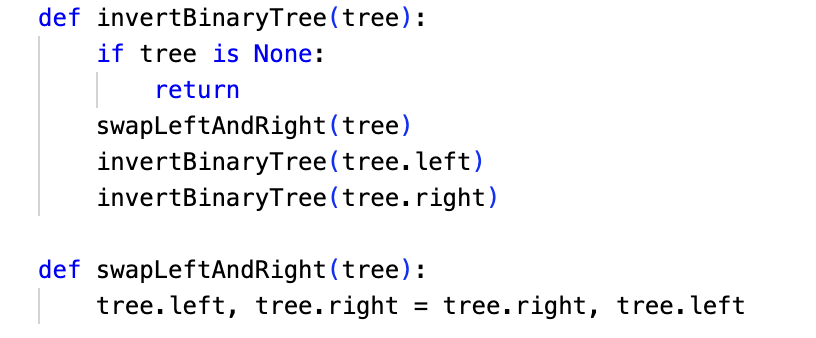 def invertBinaryTree(tree):
    if tree is None:
        return
    swapLeftAndRight(tree)
    invertBinaryTree(tree.left)
    invertBinaryTree(tree.right)

def swapLeftAndRight(tree):
    tree.left, tree.right = tree.right, tree.left